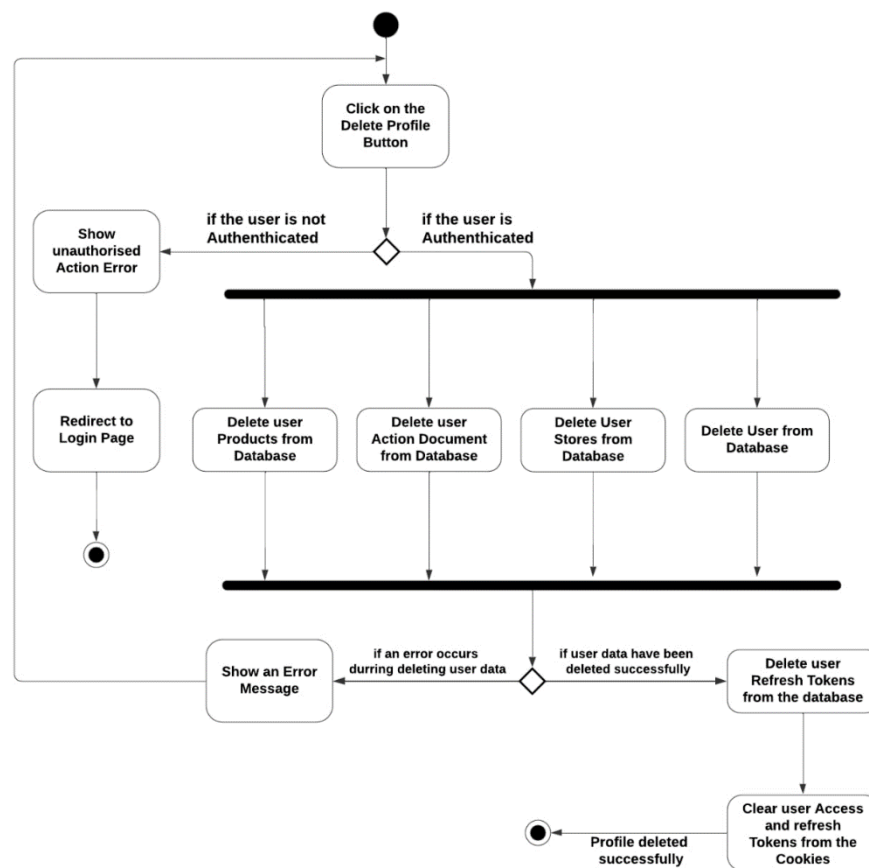 Click on the
Delete Profile
Button
if the user is not
Authenthicated
if the user is
Authenthicated
Show
unauthorised
Action Error
Redirect to
Login Page
Delete user
Products from
Database
Delete user
Action Document
from Database
Delete User
Stores from
Database
Delete User from
Database
if an error occurs
durring deleting user data
if user data have been
deleted successfully
Show an Error
Message
Delete user
Refresh Tokens
from the database
Clear user Access
and refresh
Tokens from the
Cookies
Profile deleted
successfully